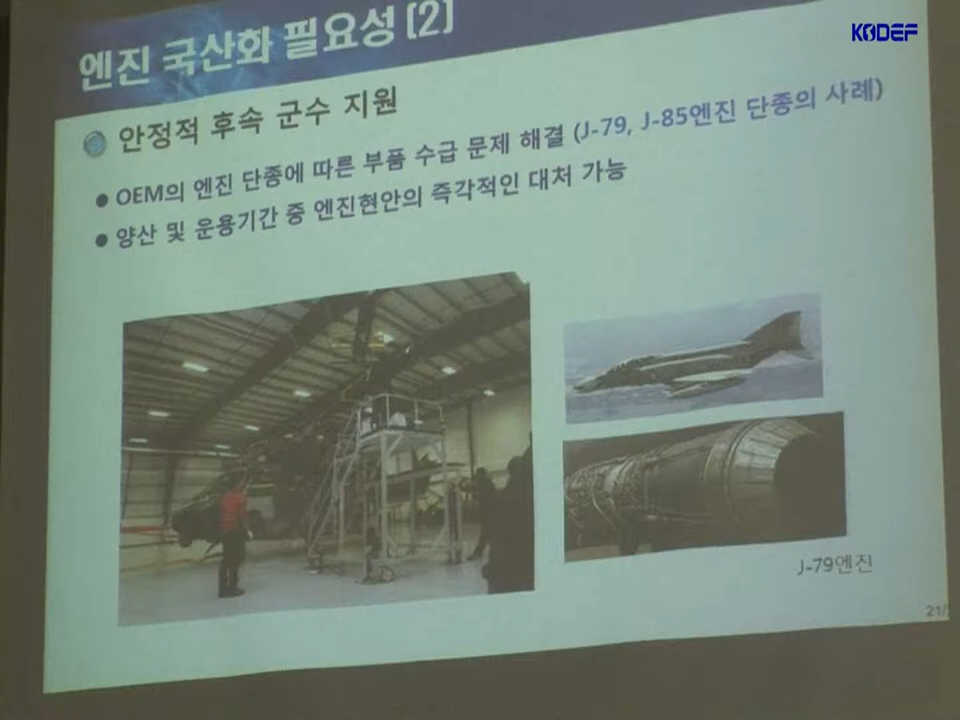 KODEF
엔진 국산화 필요성 (2)
안정적 후속 군수 지원
● OEM의 엔진 단종에 따른 부품 수급 문제 해결 (J-79, J-85엔진 단종의 사례)
● 양산 및 운용기간 중 엔진현안의 즉각적인 대처 가능
J-79엔진
21/